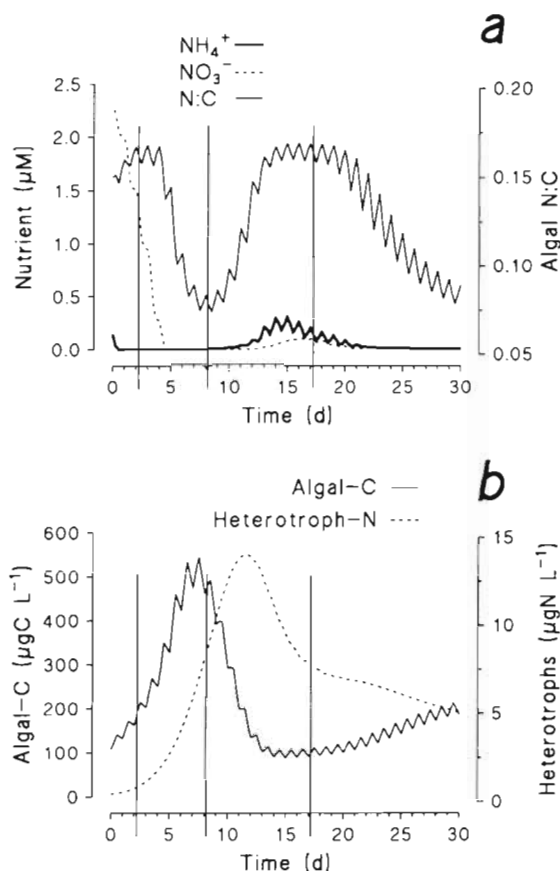 a
NH₄⁺
NO₃⁻
N:C
2.5
2.0
1.5
1.0
0.5
0.0
Nutrient (µM)
0.20
0.15
0.10
0.05
Algal N:C
0 5 10 15 20 25 30
Time (d)
b
Algal-C
Heterotroph-N
600
500
400
300
200
100
0
Algal-C (µgC L⁻¹)
15
10
5
0
Heterotrophs (µgN L⁻¹)
0 5 10 15 20 25 30
Time (d)